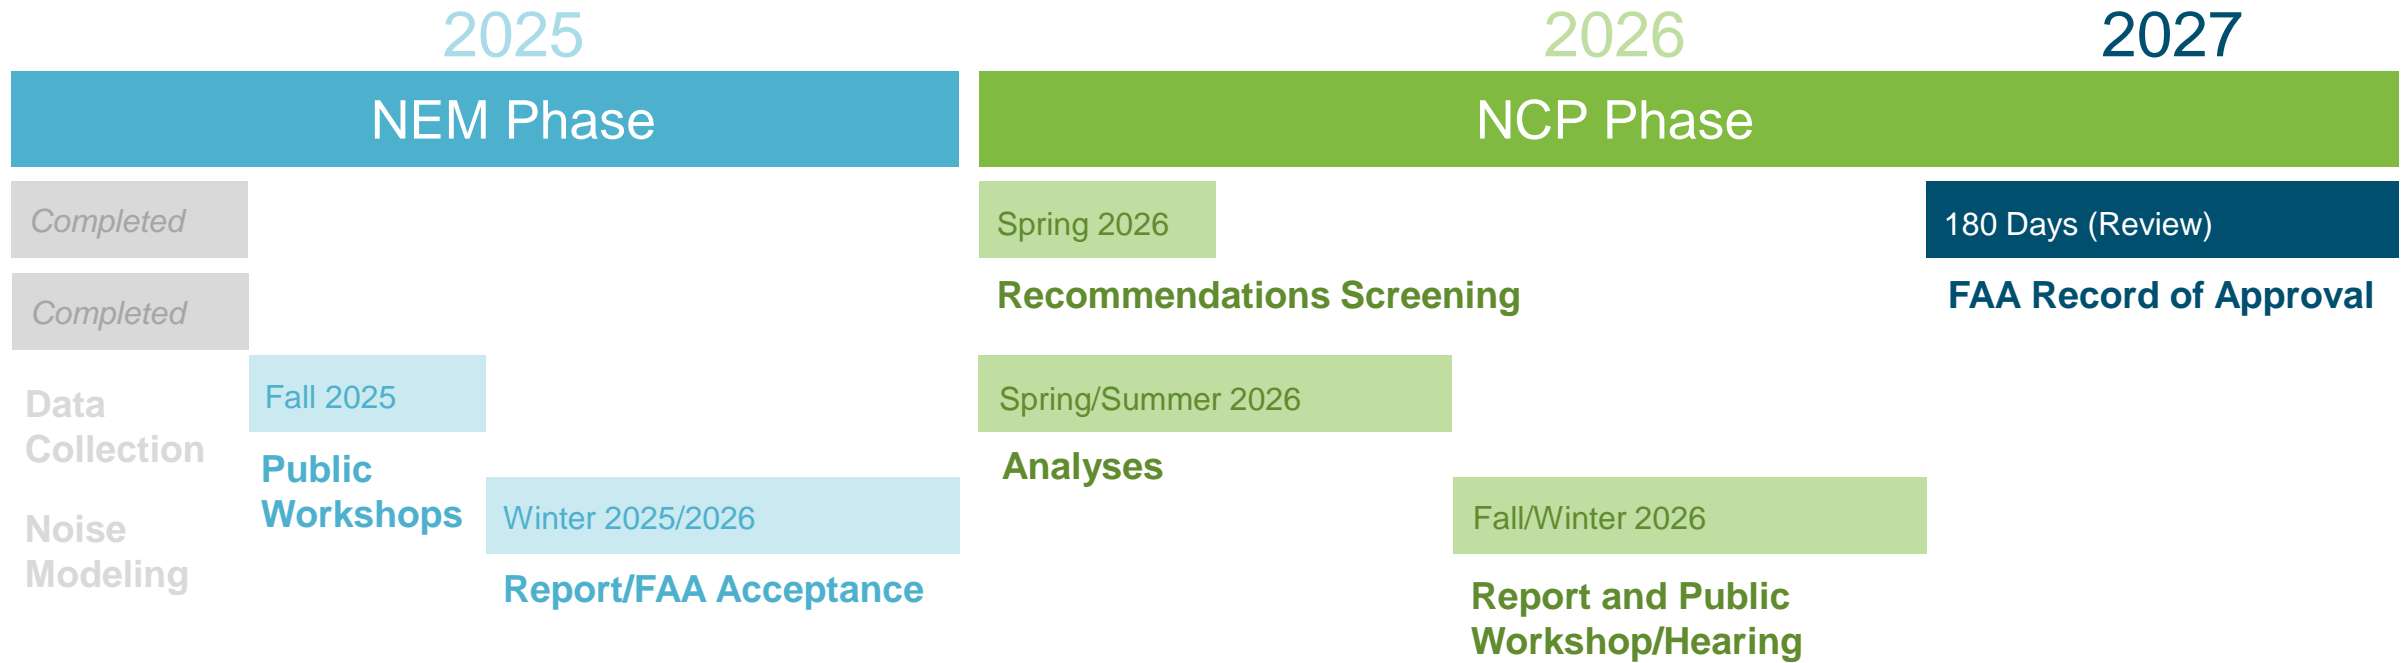 2025
2026
2027
NEM Phase
NCP Phase
Completed
Completed
Data
Collection
Noise
Modeling
Fall 2025
Public
Workshops
Winter 2025/2026
Report/FAA Acceptance
Spring 2026
Recommendations Screening
Spring/Summer 2026
Analyses
Fall/Winter 2026
Report and Public
Workshop/Hearing
180 Days (Review)
FAA Record of Approval